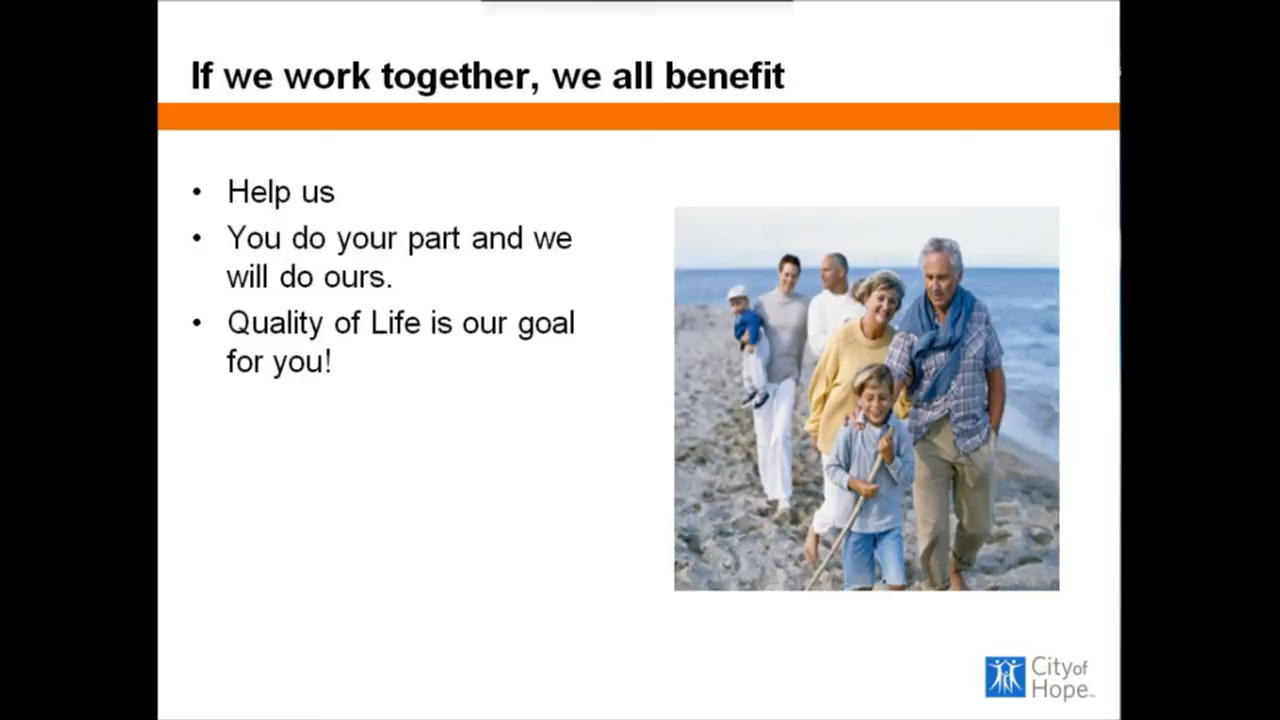 If we work together, we all benefit
• Help us
• You do your part and we
will do ours.
• Quality of Life is our goal
for you!
City of
Hope™